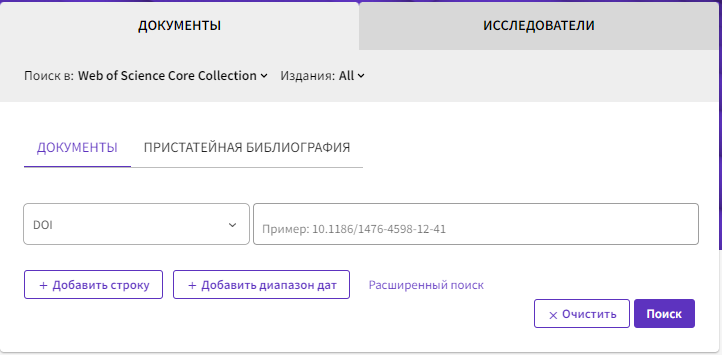 ДОКУМЕНТЫ ИССЛЕДОВАТЕЛИ
Поиск в: Web of Science Core Collection Издания: All
ДОКУМЕНТЫ ПРИСТАТЕЙНАЯ БИБЛИОГРАФИЯ
DOI Пример: 10.1186/1476-4598-12-41
+ Добавить строку + Добавить диапазон дат Расширенный поиск
× Очистить Поиск